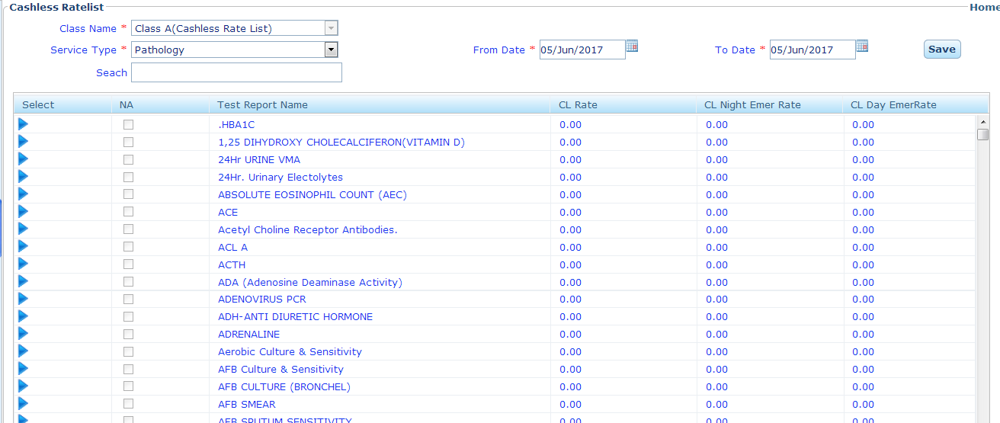 Cashless Ratelist Home
Class Name * Class A(Cashless Rate List)
Service Type * Pathology From Date * 05/Jun/2017 To Date * 05/Jun/2017 Save
Seach
Select NA Test Report Name CL Rate CL Night Emer Rate CL Day EmerRate
.HBA1C 0.00 0.00 0.00
1,25 DIHYDROXY CHOLECALCIFERON(VITAMIN D) 0.00 0.00 0.00
24Hr URINE VMA 0.00 0.00 0.00
24Hr. Urinary Electolytes 0.00 0.00 0.00
ABSOLUTE EOSINOPHIL COUNT (AEC) 0.00 0.00 0.00
ACE 0.00 0.00 0.00
Acetyl Choline Receptor Antibodies. 0.00 0.00 0.00
ACL A 0.00 0.00 0.00
ACTH 0.00 0.00 0.00
ADA (Adenosine Deaminase Activity) 0.00 0.00 0.00
ADENOVIRUS PCR 0.00 0.00 0.00
ADH-ANTI DIURETIC HORMONE 0.00 0.00 0.00
ADRENALINE 0.00 0.00 0.00
Aerobic Culture & Sensitivity 0.00 0.00 0.00
AFB Culture & Sensitivity 0.00 0.00 0.00
AFB CULTURE (BRONCHEL) 0.00 0.00 0.00
AFB SMEAR 0.00 0.00 0.00
AFB SPUTUM SENSITIVITY 0.00 0.00 0.00